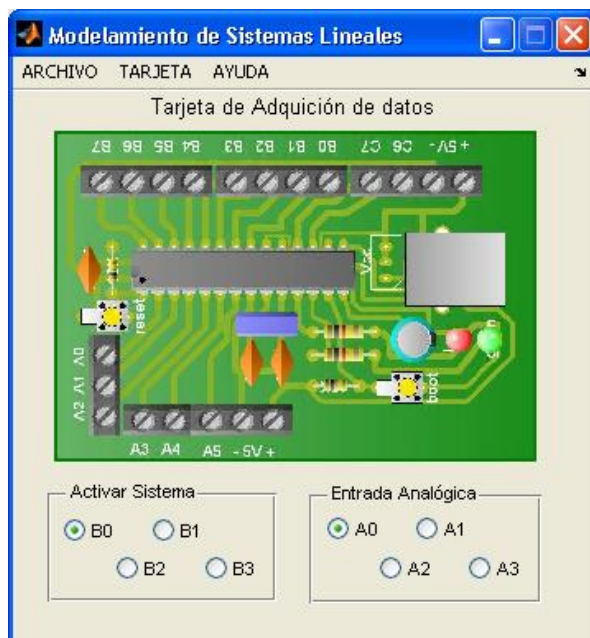 Modelamiento de Sistemas Lineales
ARCHIVO TARJETA AYUDA
Tarjeta de Adquición de datos
B7 B6 B5 B4 B3 B2 B1 B0 C7 C6 -5V+
Vusb
reset
A2 A1 A0
boot
A3 A4 A5 -5V+
Activar Sistema
B0 B1
B2 B3
Entrada Analógica
A0 A1
A2 A3